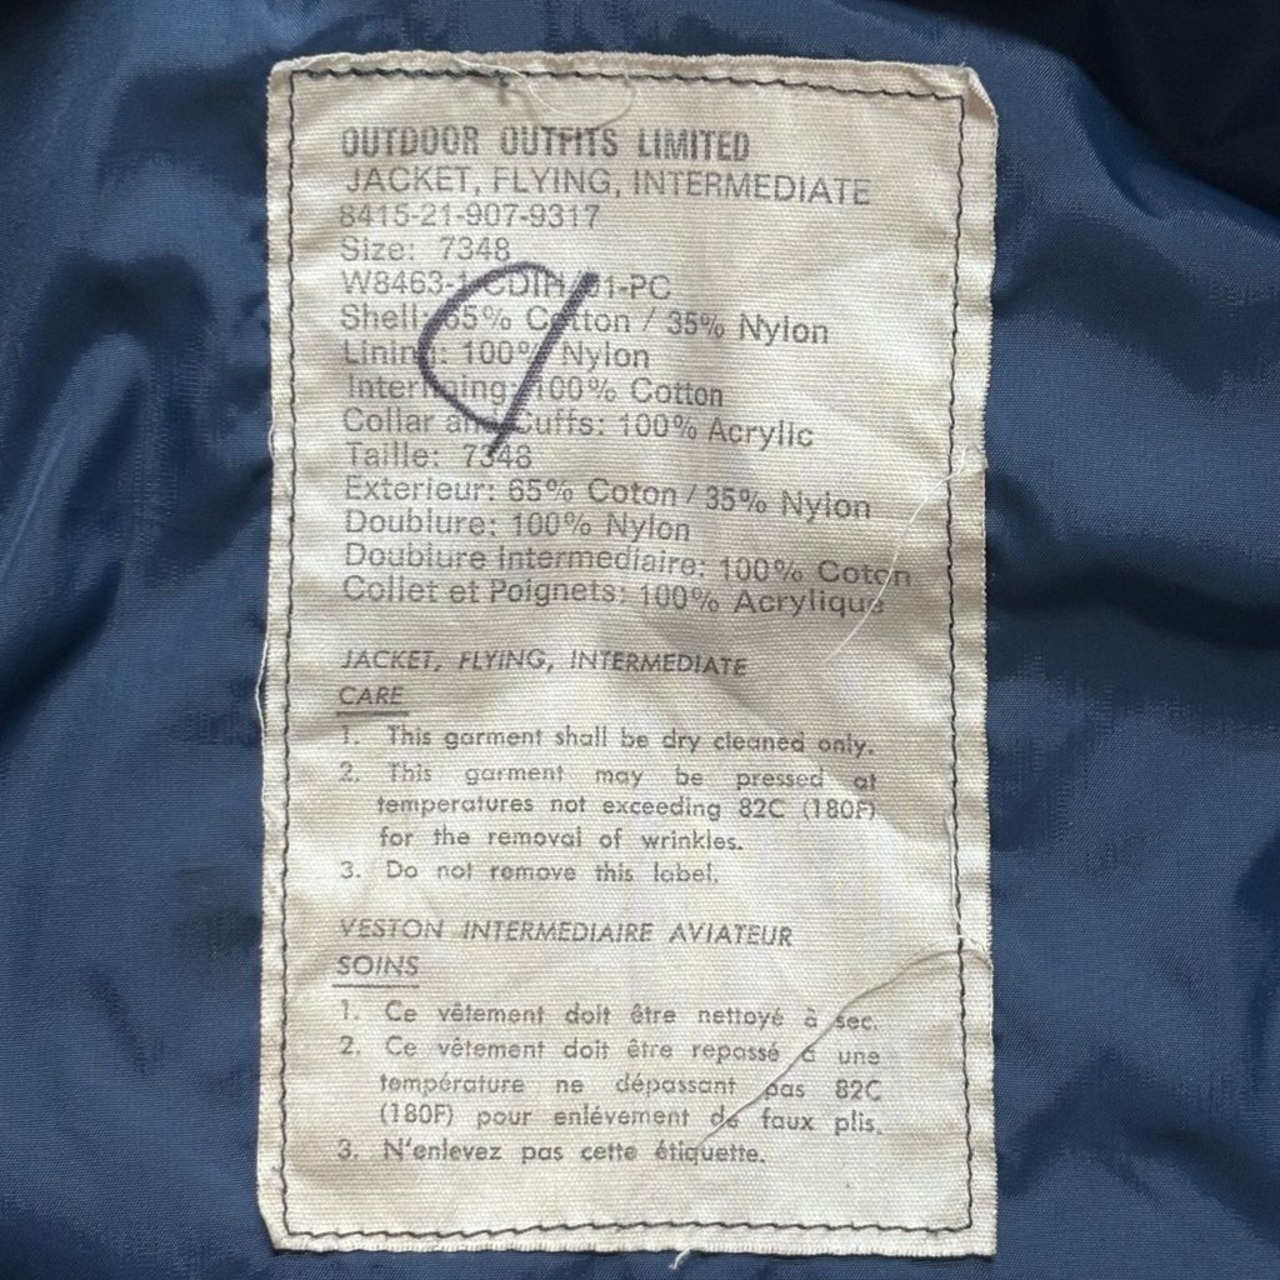 OUTDOOR OUTFITS LIMITED
JACKET, FLYING, INTERMEDIATE
8415-21-907-9317
Size: 7348
Shell: 65% Cotton / 35% Nylon
Lining: 100% Nylon
Interlining: 100% Cotton
Collar and Cuffs: 100% Acrylic
Taille: 7348
Exterieur: 65% Coton / 35% Nylon
Doublure: 100% Nylon
Doublure Intermediaire: 100% Coton
Collet et Poignets: 100% Acrylique
JACKET, FLYING, INTERMEDIATE
CARE
1. This garment shall be dry cleaned only.
2. This garment may be pressed at
temperatures not exceeding 82C (180F)
for the removal of wrinkles.
3. Do not remove this label.
VESTON INTERMEDIAIRE AVIATEUR
SOINS
1. Ce vêtement doit être nettoyé à sec.
2. Ce vêtement doit être repassé à une
température ne dépassant pas 82C
(180F) pour enlévement de faux plis.
3. N'enlevez pas cette étiquette.